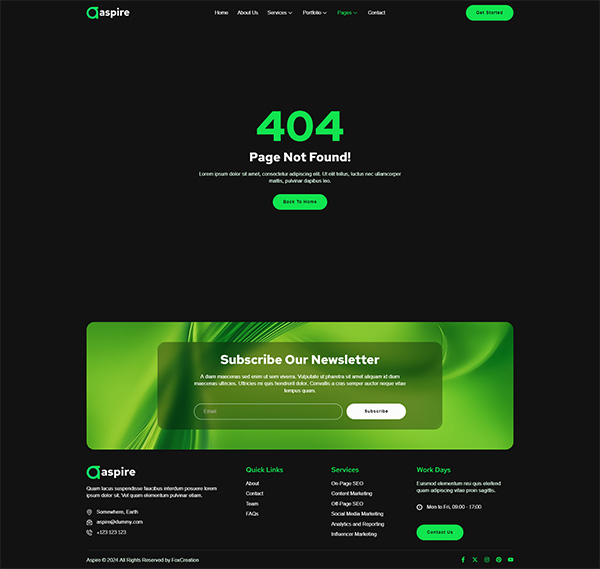 aspire
Home About Us Services Portfolio Pages Contact
Get Started
404
Page Not Found!
Lorem ipsum dolor sit amet, consectetur adipiscing elit. Ut elit tellus, luctus nec ullamcorper
mattis, pulvinar dapibus leo.
Back To Home
Subscribe Our Newsletter
A diam maecenas sed enim ut sem viverra. Vulputate ut pharetra sit amet aliquam id diam
maecenas ultricies. Ultricies mi quis hendrerit dolor. Convallis a cras semper auctor neque vitae
tempus quam.
Email
Subscribe
aspire
Quam lacus suspendisse faucibus interdum posuere lorem
ipsum dolor sit. Vel quam elementum pulvinar etiam.
Somewhere, Earth
aspire@dummy.com
+123 123 123
Quick Links
About
Contact
Team
FAQs
Services
On-Page SEO
Content Marketing
Off-Page SEO
Social Media Marketing
Analytics and Reporting
Influencer Marketing
Work Days
Euismod elementum nisi quis eleifend
quam adipiscing vitae proin sagittis.
Mon to Fri, 09:00 - 17:00
Contact Us
Aspire © 2024 All Rights Reserved by FoxCreation